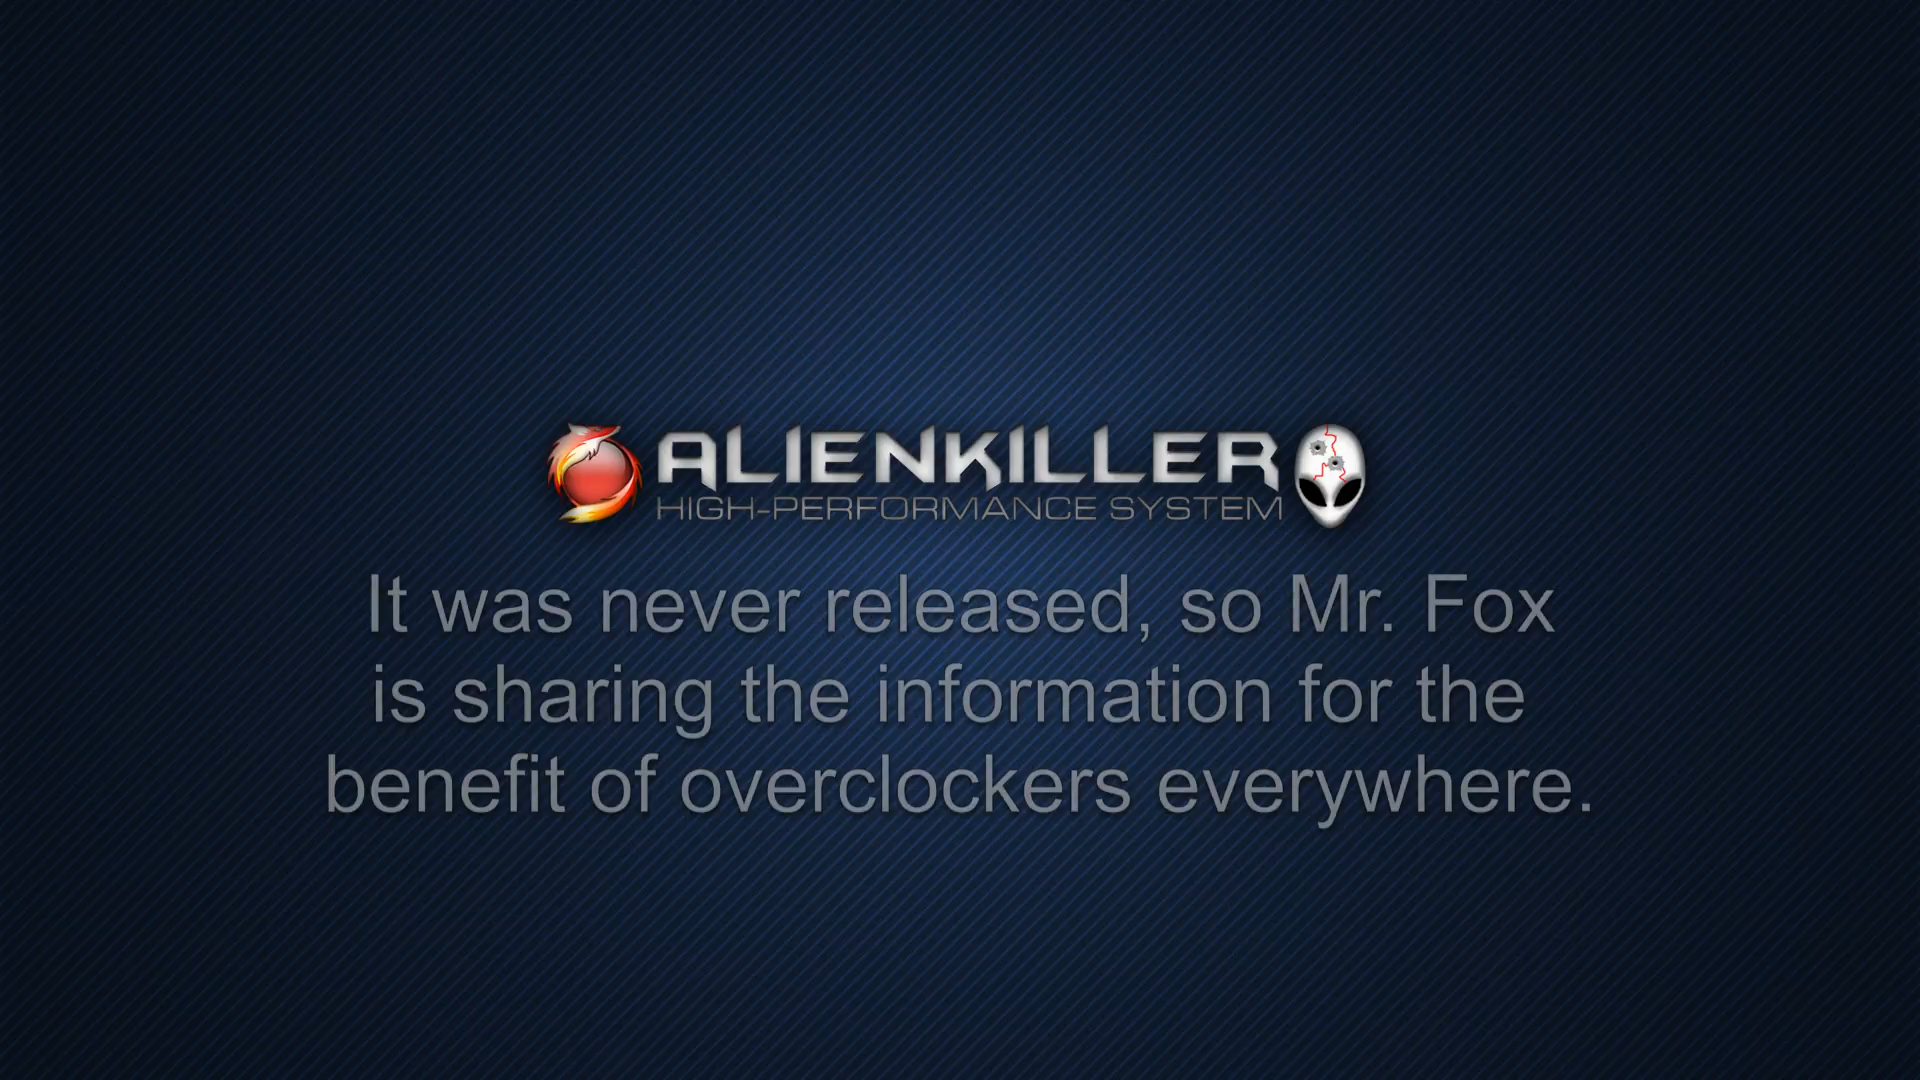 ALIENKILLER
HIGH-PERFORMANCE SYSTEM
It was never released, so Mr. Fox
is sharing the information for the
benefit of overclockers everywhere.